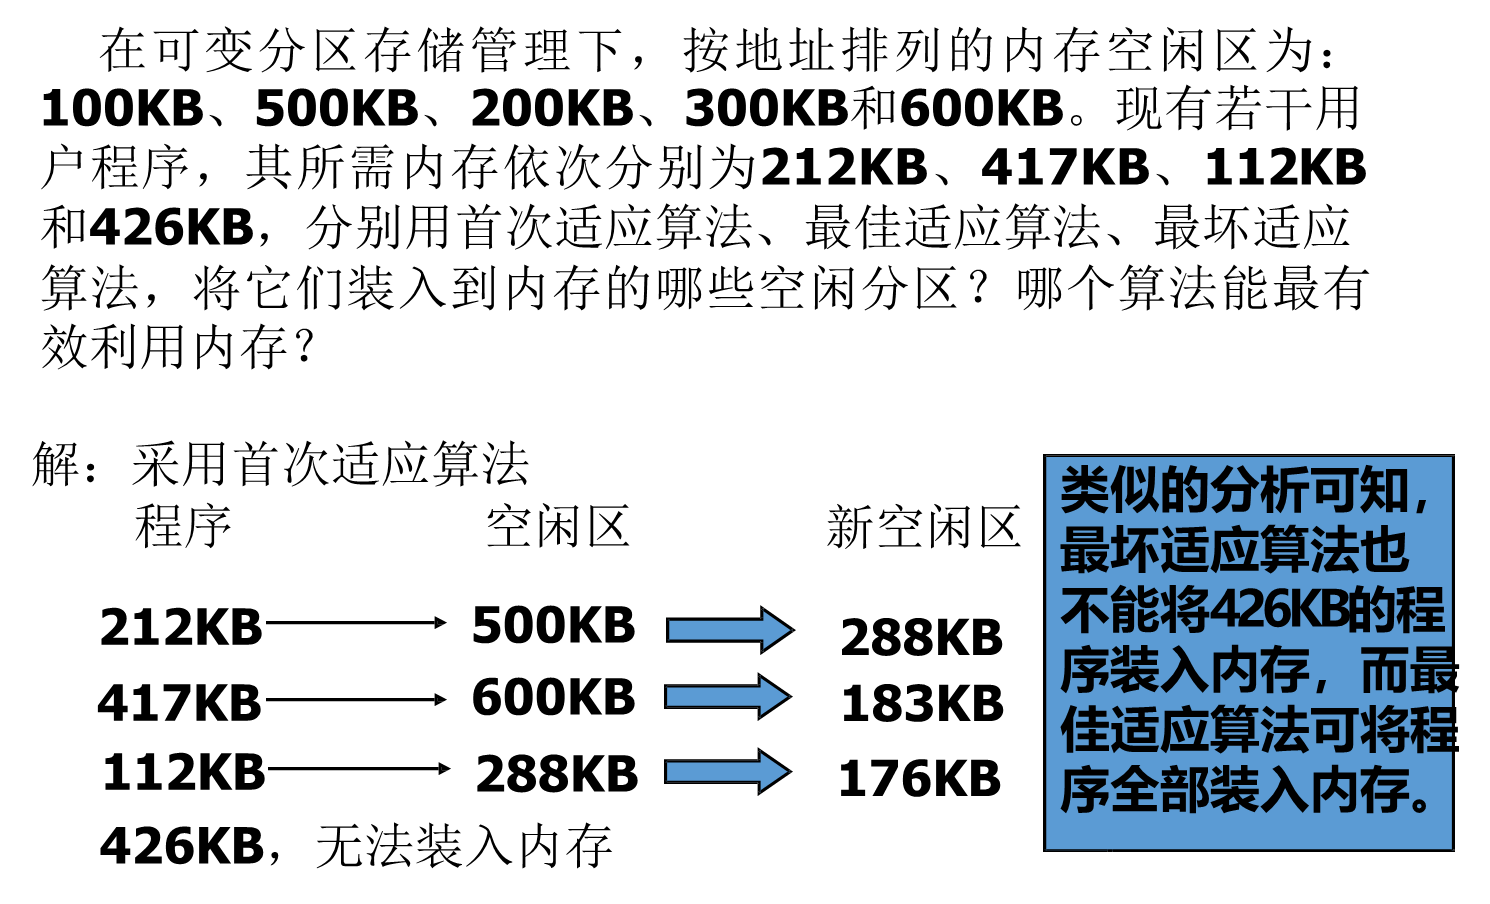 在可变分区存储管理下，按地址排列的内存空闲区为：
100KB、500KB、200KB、300KB和600KB。现有若干用
户程序，其所需内存依次分别为212KB、417KB、112KB
和426KB，分别用首次适应算法、最佳适应算法、最坏适应
算法，将它们装入到内存的哪些空闲分区？哪个算法能最有
效利用内存？
解：采用首次适应算法
程序 空闲区 新空闲区
212KB 500KB 288KB
417KB 600KB 183KB
112KB 288KB 176KB
426KB，无法装入内存
类似的分析可知，
最坏适应算法也
不能将426KB的程
序装入内存，而最
佳适应算法可将程
序全部装入内存。